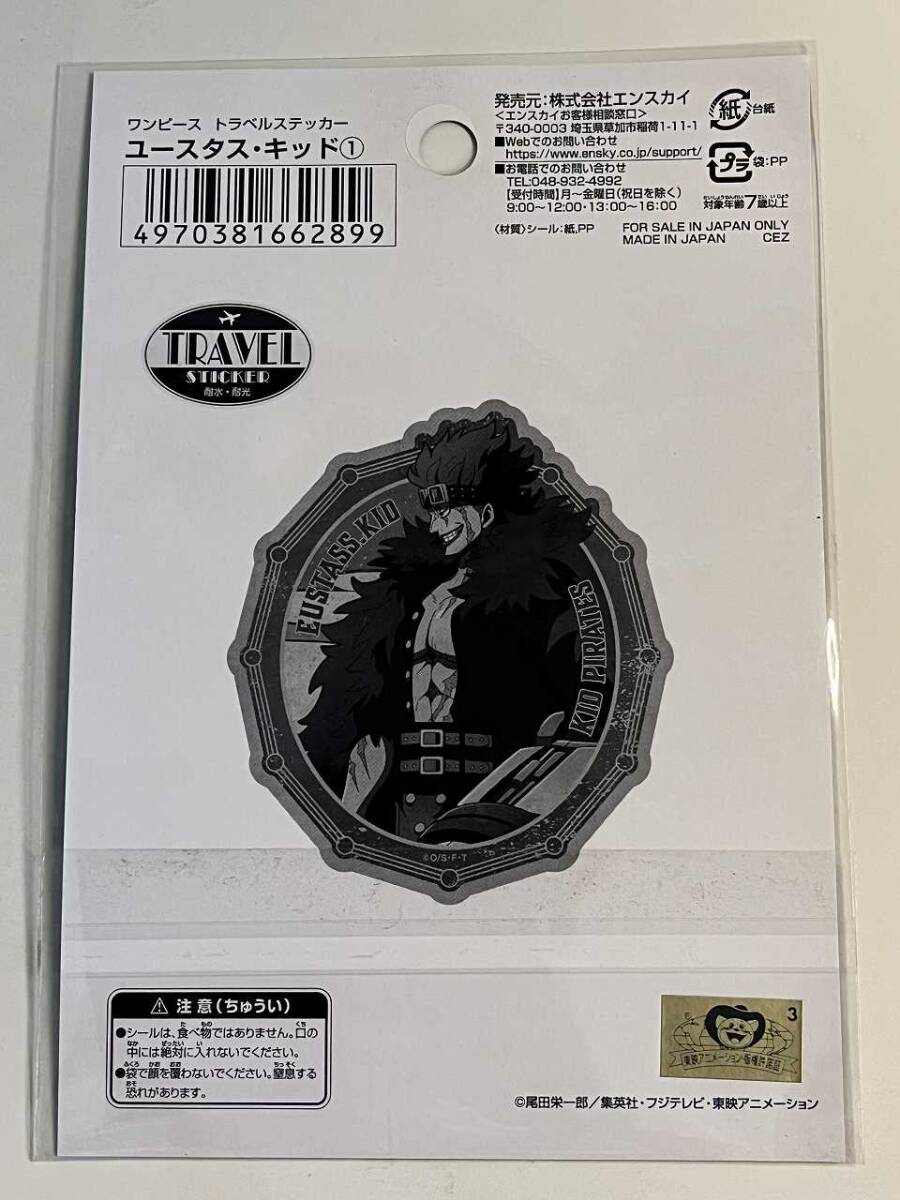 ワンピース トラベルステッカー
ユースタス・キッド①
4970381662899
発売元：株式会社エンスカイ
＜エンスカイお客様相談窓口＞
〒340-0003 埼玉県草加市稲荷1-11-1
■Webでのお問い合わせ
https://www.ensky.co.jp/support/
■お電話でのお問い合わせ
TEL:048-932-4992
【受付時間】月～金曜日(祝日を除く)
9:00～12:00・13:00～16:00
紙 台紙
プラ 袋：PP
対象年齢7歳以上
〈材質〉シール：紙,PP
FOR SALE IN JAPAN ONLY
MADE IN JAPAN CEZ
TRAVEL
STICKER
耐水・耐光
EUSTASS.KID
KID PIRATES
©O/S・F・T
⚠ 注意(ちゅうい)
●シールは、食べ物ではありません。口の
中には絶対に入れないでください。
●袋で顔を覆わないでください。窒息する
恐れがあります。
3
東映アニメーション・版権許諾品
©尾田栄一郎／集英社・フジテレビ・東映アニメーション